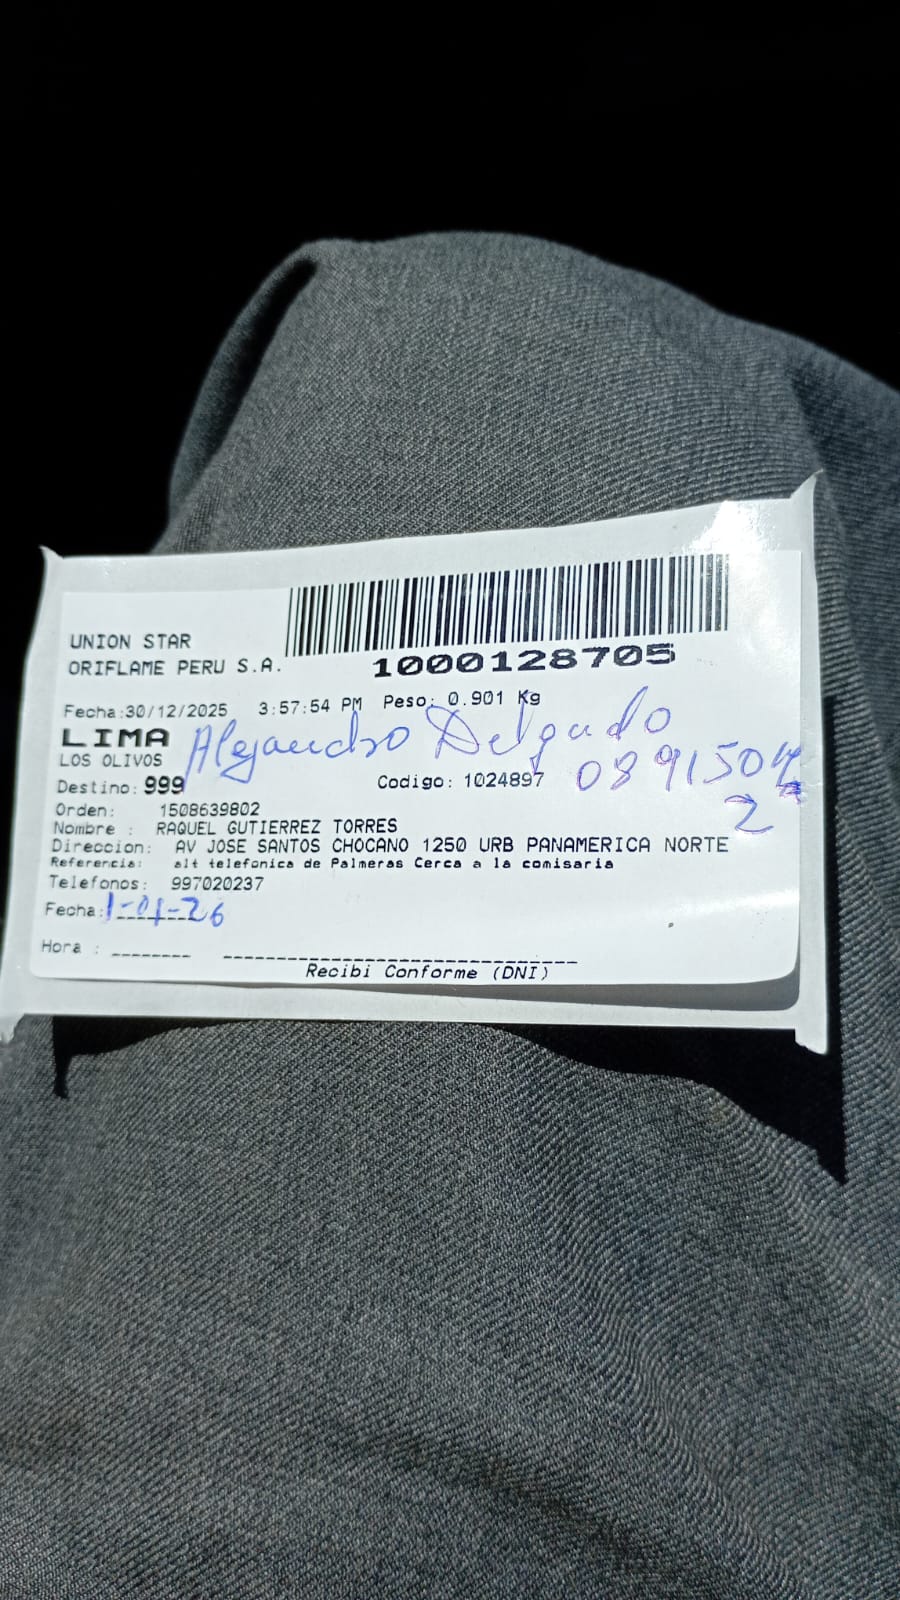 1000128705
UNION STAR
ORIFLAME PERU S.A.
Fecha:30/12/2025 3:57:54 PM Peso: 0.901 Kg
LIMA
Alejandro Delgado
LOS OLIVOS
Destino: 999 Codigo: 1024897
0891504
2
Orden: 1508639802
Nombre : RAQUEL GUTIERREZ TORRES
Direccion: AV JOSE SANTOS CHOCANO 1250 URB PANAMERICA NORTE
Referencia: alt telefonica de Palmeras Cerca a la comisaria
Telefonos: 997020237
Fecha: 1-01-26
Hora : ________
Recibi Conforme (DNI)